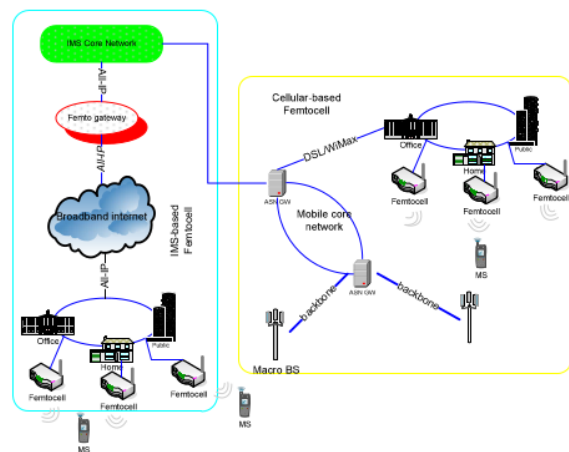 IMS Core Network
All-IP
Femto gateway
All-IP
Broadband internet
IMS-based
Femtocell
All-IP
Office
Public
Home
Femtocell
Femtocell
Femtocell
MS
MS
Cellular-based
Femtocell
DSL/WiMax
Office
Public
Home
Femtocell
Femtocell
Femtocell
MS
ASN GW
Mobile core
network
ASN GW
backbone
backbone
Macro BS